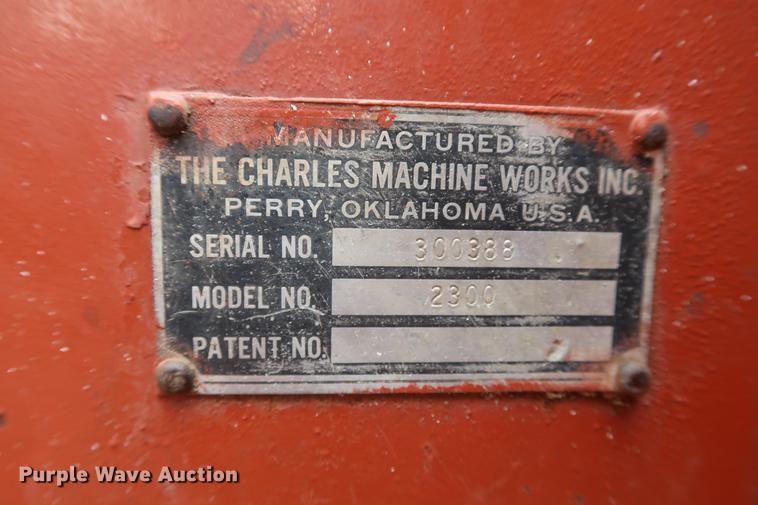 MANUFACTURED BY
THE CHARLES MACHINE WORKS INC.
PERRY, OKLAHOMA U.S.A.
SERIAL NO. 300388
MODEL NO. 2300
PATENT NO.
Purple Wave Auction